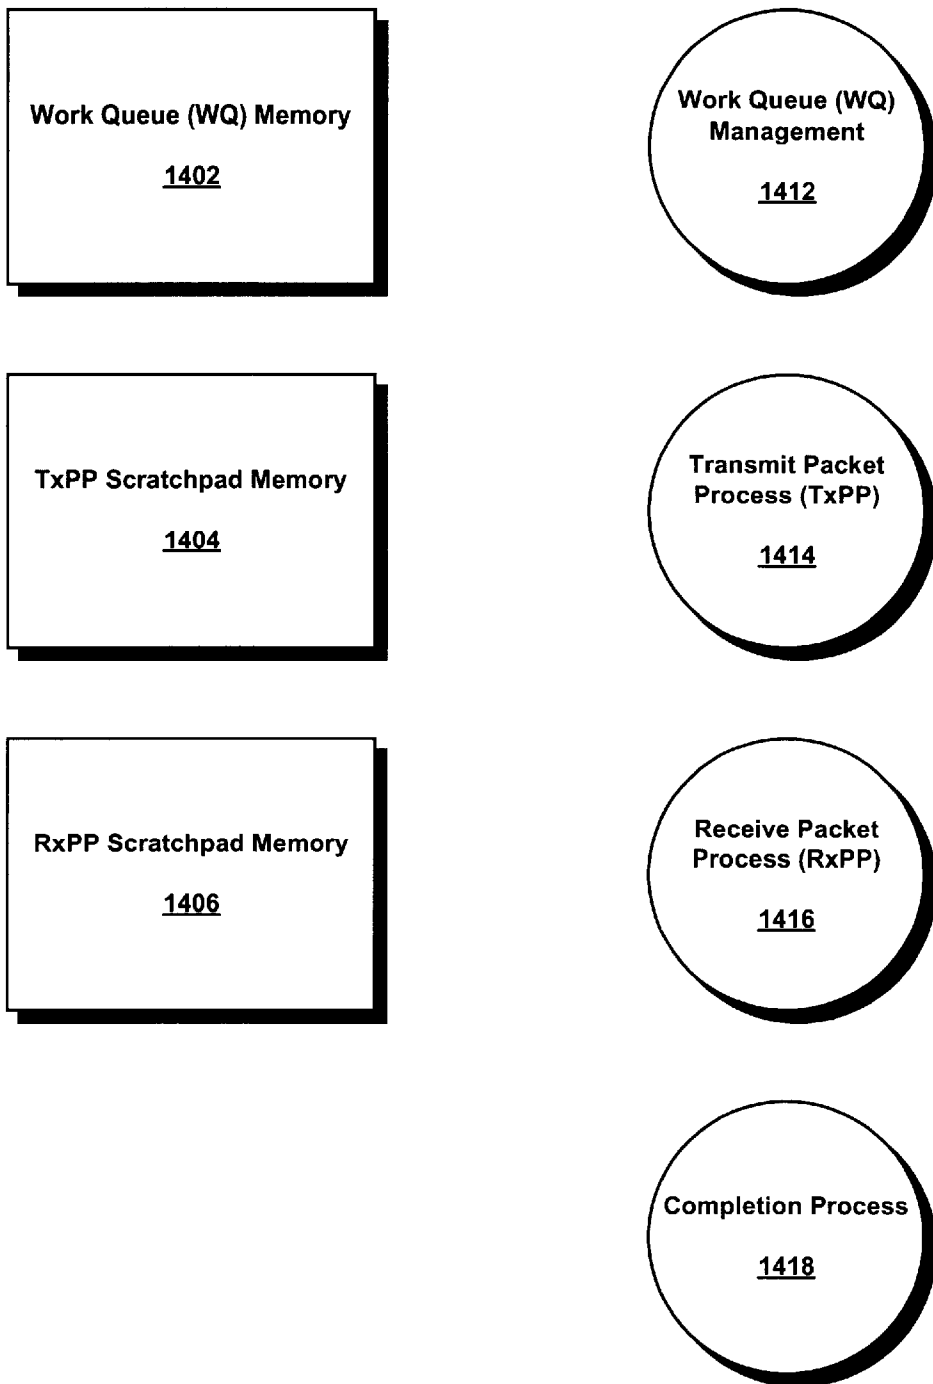 Work Queue (WQ) Memory
1402
Work Queue (WQ)
Management
1412
TxPP Scratchpad Memory
1404
Transmit Packet
Process (TxPP)
1414
RxPP Scratchpad Memory
1406
Receive Packet
Process (RxPP)
1416
Completion Process
1418